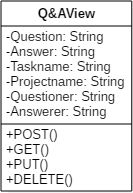 Q&AView
-Question: String
-Answer: String
-Taskname: String
-Projectname: String
-Questioner: String
-Answerer: String
+POST()
+GET()
+PUT()
+DELETE()